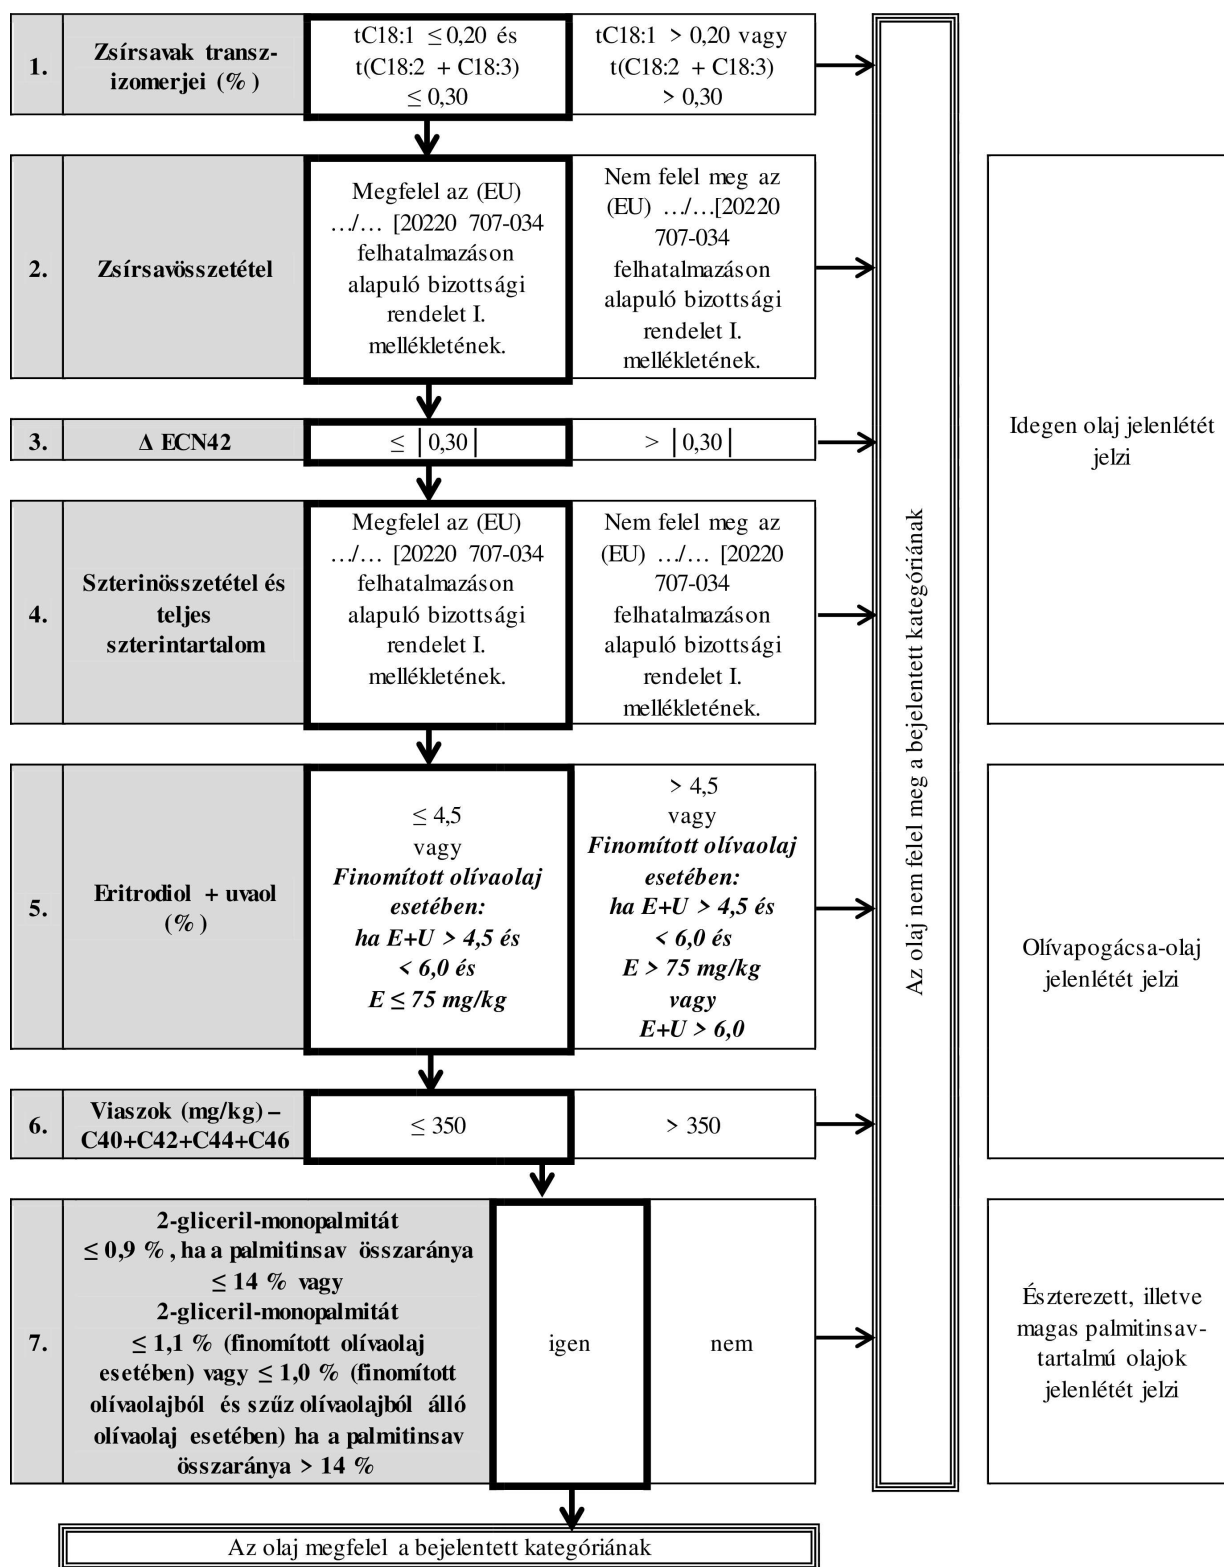 1.
Zsírsavak transz-
izomerjei (%)
tC18:1 ≤ 0,20 és
t(C18:2 + C18:3)
≤ 0,30
tC18:1 > 0,20 vagy
t(C18:2 + C18:3)
> 0,30
2.
Zsírsavösszetétel
Megfelel az (EU)
…/… [20220 707-034
felhatalmazáson
alapuló bizottsági
rendelet I.
mellékletének.
Nem felel meg az
(EU) …/…[20220
707-034
felhatalmazáson
alapuló bizottsági
rendelet I.
mellékletének.
3.
Δ ECN42
≤ |0,30|
> |0,30|
4.
Szterinösszetétel és
teljes
szterintartalom
Megfelel az (EU)
…/… [20220 707-034
felhatalmazáson
alapuló bizottsági
rendelet I.
mellékletének.
Nem felel meg az
(EU) …/… [20220
707-034
felhatalmazáson
alapuló bizottsági
rendelet I.
mellékletének.
Idegen olaj jelenlétét
jelzi
5.
Eritrodiol + uvaol
(%)
≤ 4,5
vagy
Finomított olívaolaj
esetében:
ha E+U > 4,5 és
< 6,0 és
E ≤ 75 mg/kg
> 4,5
vagy
Finomított olívaolaj
esetében:
ha E+U > 4,5 és
< 6,0 és
E > 75 mg/kg
vagy
E+U > 6,0
6.
Viaszok (mg/kg) –
C40+C42+C44+C46
≤ 350
> 350
Olívapogácsa-olaj
jelenlétét jelzi
7.
2-gliceril-monopalmitát
≤ 0,9 %, ha a palmitinsav összaránya
≤ 14 % vagy
2-gliceril-monopalmitát
≤ 1,1 % (finomított olívaolaj
esetében) vagy ≤ 1,0 % (finomított
olívaolajból és szűz olívaolajból álló
olívaolaj esetében) ha a palmitinsav
összaránya > 14 %
igen
nem
Észterezett, illetve
magas palmitinsav-
tartalmú olajok
jelenlétét jelzi
Az olaj nem felel meg a bejelentett kategóriának
Az olaj megfelel a bejelentett kategóriának